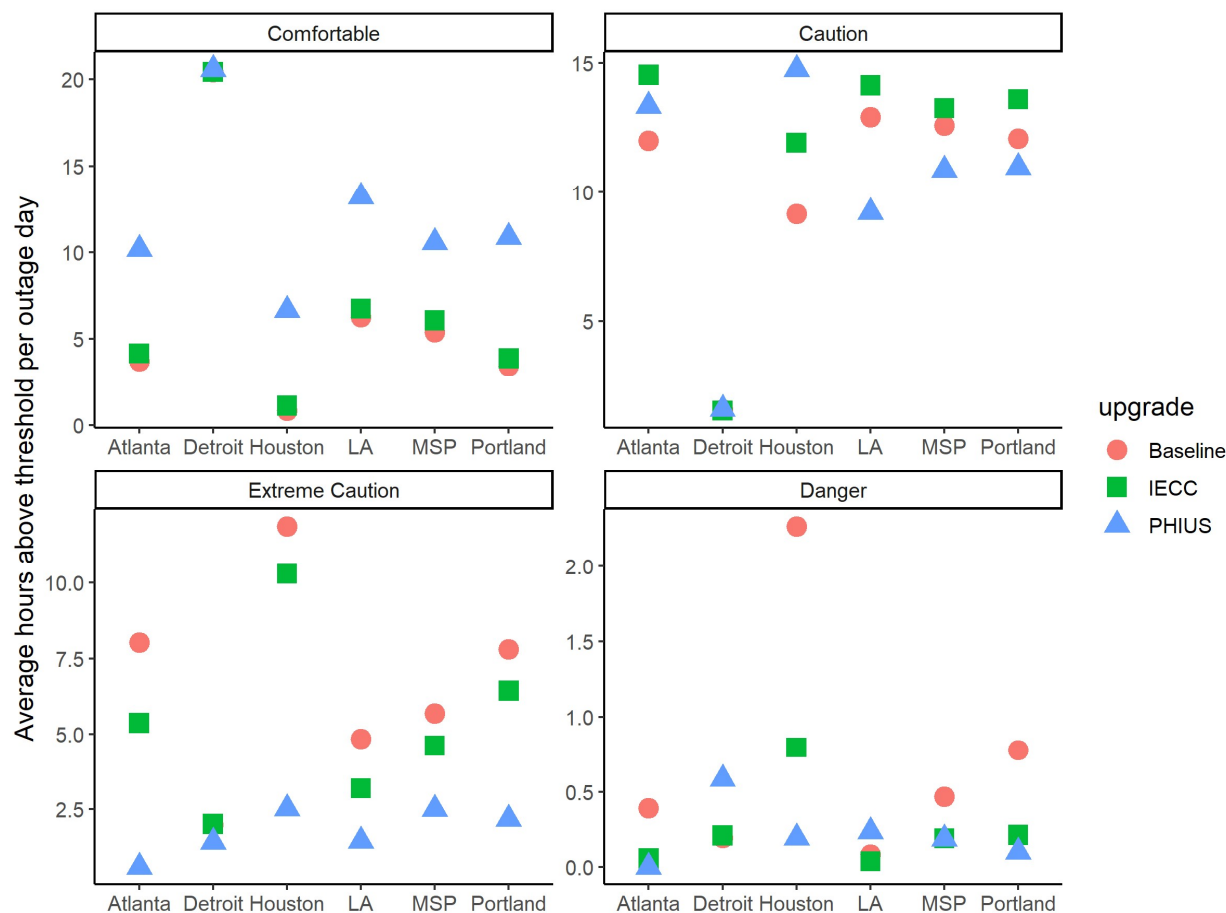 Comfortable
Caution
Average hours above threshold per outage day
20
15
10
5
0
Atlanta Detroit Houston LA MSP Portland
15
10
5
Atlanta Detroit Houston LA MSP Portland
Extreme Caution
Danger
10.0
7.5
5.0
2.5
Atlanta Detroit Houston LA MSP Portland
2.0
1.5
1.0
0.5
0.0
Atlanta Detroit Houston LA MSP Portland
upgrade
Baseline
IECC
PHIUS